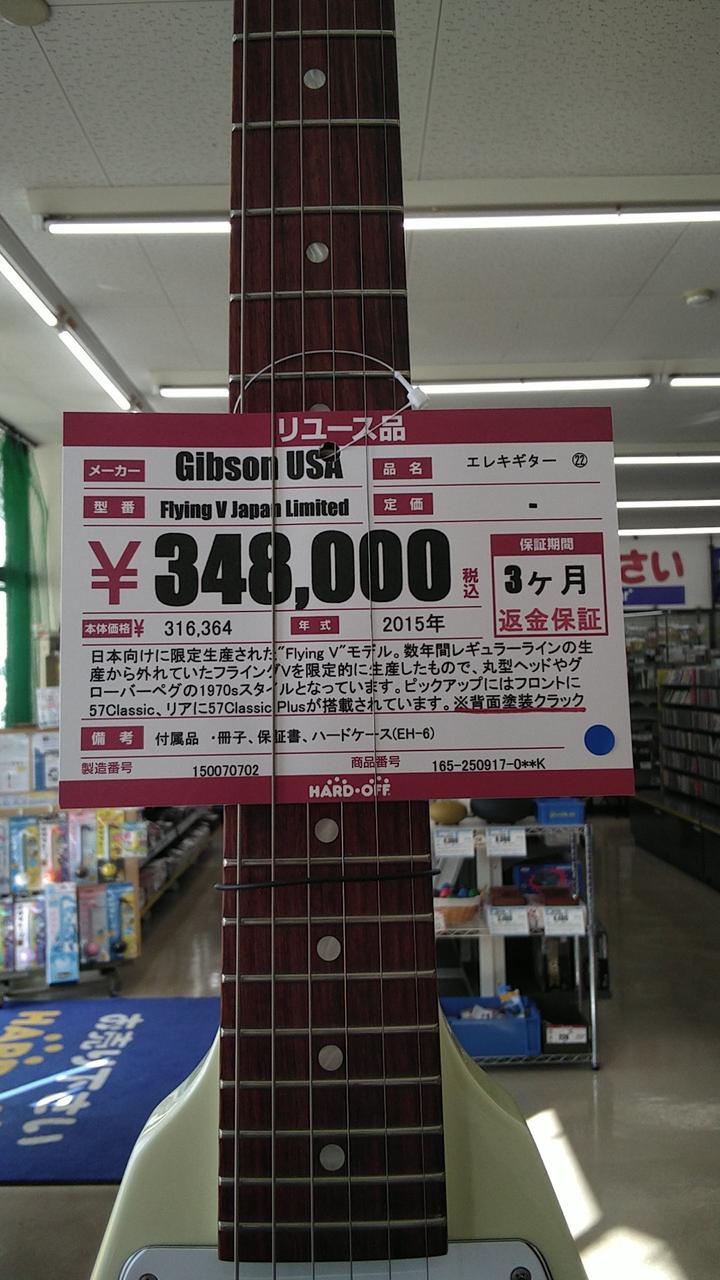 リユース品
メーカー Gibson USA 品名 エレキギター ㉒
型番 Flying V Japan Limited 定価 -
¥348,000 税込
保証期間
3ヶ月
返金保証
本体価格¥ 316,364 年式 2015年
日本向けに限定生産された"Flying V"モデル。数年間レギュラーラインの生
産から外れていたフライングVを限定的に生産したもので、丸型ヘッドやグ
ローバーペグの1970sスタイルとなっています。ピックアップにはフロントに
57Classic、リアに57Classic Plusが搭載されています。※背面塗装クラック
備考 付属品 ・冊子、保証書、ハードケース(EH-6)
製造番号 150070702 商品番号 165-250917-0**K
HARD・OFF
さい
お売り下さい
HARD